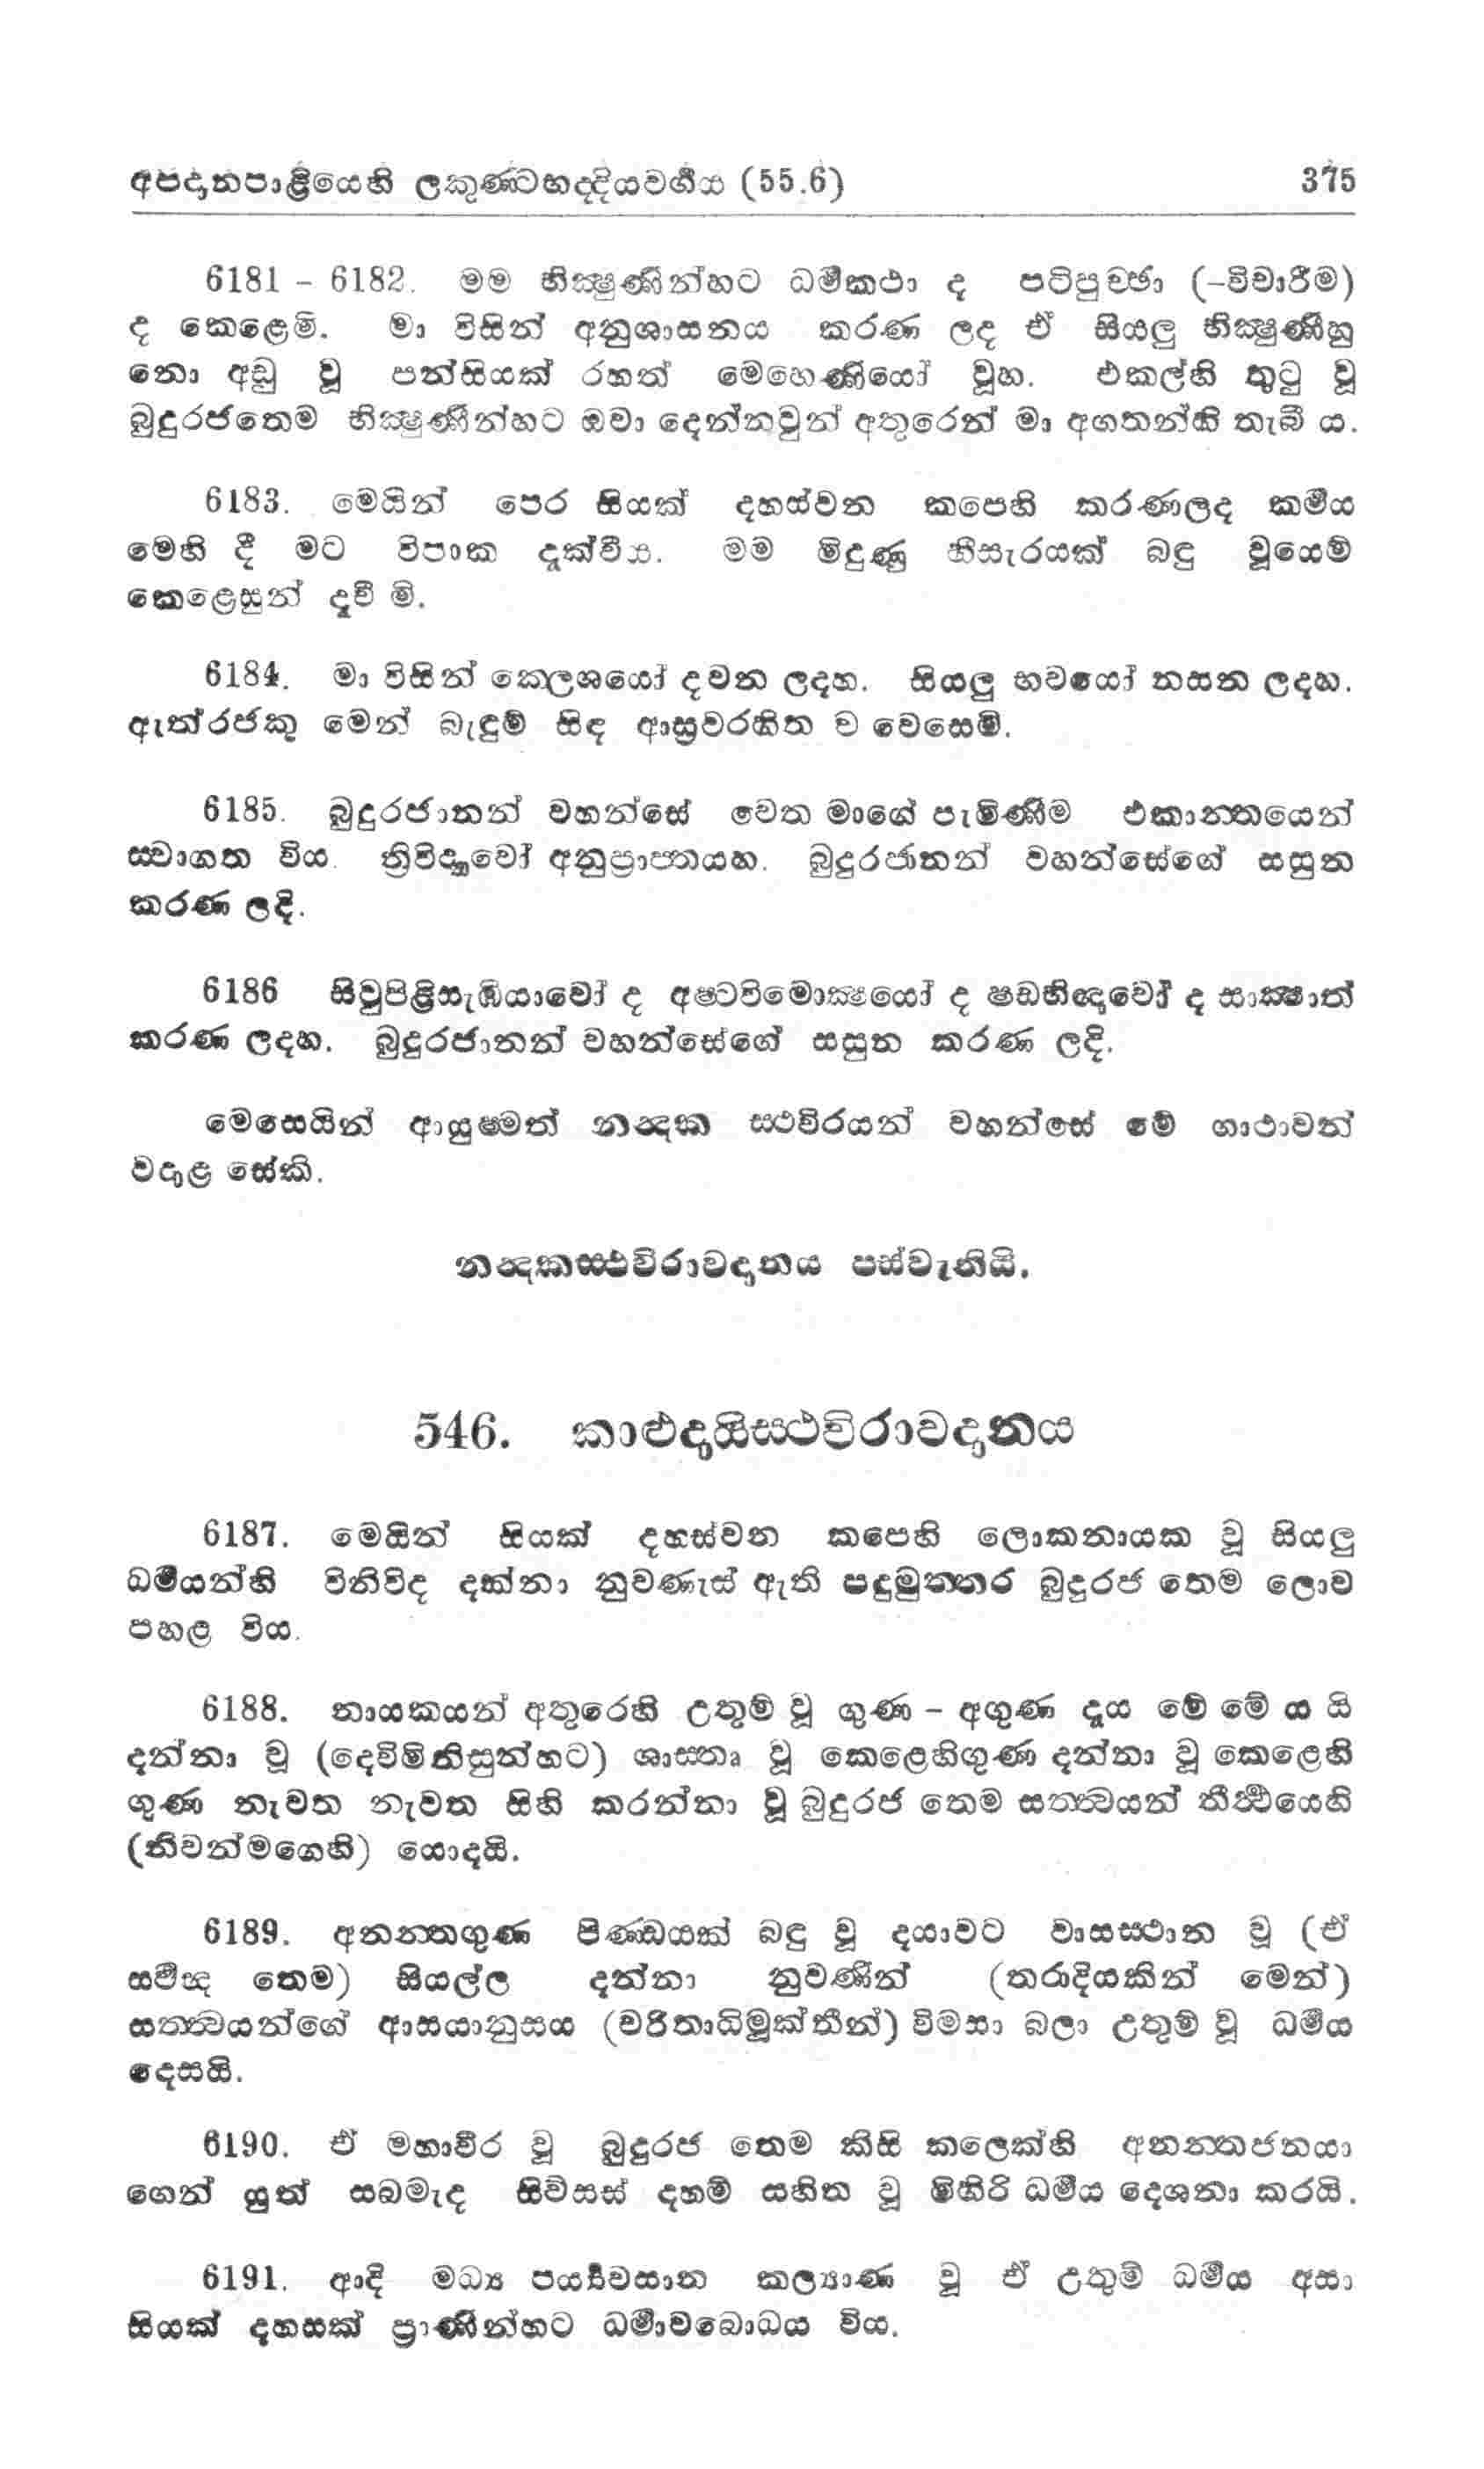 අපදානපාළියෙහි ලකුණ්ටභද්දියවර්ගය (55.6) 375
6181 - 6182. මම භික්ෂුණීන්හට ධර්මකථා ද පටිපුච්ඡා (-විචාරීම)
ද කෙළෙමි. මා විසින් අනුශාසනය කරණ ලද ඒ සියලු භික්ෂුණීහු
නො අඩු වූ පන්සියක් රහත් මෙහෙණියෝ වූහ. එකල්හි තුටු වූ
බුදුරජතෙම භික්ෂුණීන්හට ඔවා දෙන්නවුන් අතුරෙන් මා අගතන්හි තැබී ය.
6183. මෙයින් පෙර සියක් දහස්වන කපෙහි කරණලද කර්මය
මෙහි දී මට විපාක දැක්වීය. මම මිදුණු හීසැරයක් බඳු වූයෙම්
කෙළෙසුන් දැවී මි.
6184. මා විසින් කෙලශයෝ දවන ලදහ. සියලු භවයෝ නසන ලදහ.
ඇත්රජකු මෙන් බැඳුම් සිඳ ආස්‍රවරහිත ව වෙසෙමි.
6185. බුදුරජානන් වහන්සේ වෙත මාගේ පැමිණීම එකාන්තයෙන්
ස්වාගත විය. ත්‍රිවිද්‍යාවෝ අනුප්‍රාප්තයහ. බුදුරජානන් වහන්සේගේ සසුන
කරණ ලදි.
6186 සිවුපිළිසැඹියාවෝ ද අෂ්ටවිමොක්ෂයෝ ද ෂඩභිඥාවෝ ද සාක්ෂාත්
කරණ ලදහ. බුදුරජානන් වහන්සේගේ සසුන කරණ ලදි.
මෙසෙයින් ආයුෂ්මත් නන්දක ස්ථවිරයන් වහන්සේ මේ ගාථාවන්
වදාළ සේකි.
නන්දකස්ථවිරාවදානය පස්වැනියි.
546. කාළුදායිස්ථවිරාවදානය
6187. මෙයින් සියක් දහස්වන කපෙහි ලොකනායක වූ සියලු
ධර්මයන්හි විනිවිද දක්නා නුවණැස් ඇති පදුමුත්තර බුදුරජ තෙම ලොව
පහළ විය.
6188. නායකයන් අතුරෙහි උතුම් වූ ගුණ - අගුණ දැය මෙ මේ ය යි
දන්නා වූ (දෙව්මිනිසුන්හට) ශාස්තෘ වූ කෙළෙහිගුණ දන්නා වූ කෙළෙහි
ගුණ නැවත නැවත සිහි කරන්නා වූ බුදුරජ තෙම සත්ත්වයන් තීර්ථයෙහි
(නිවන්මගෙහි) යොදයි.
6189. අනන්තගුණ පිණ්ඩයක් බඳු වූ දයාවට වාසස්ථාන වූ (ඒ
සර්වඥ තෙම) සියල්ල දන්නා නුවණින් (තරාදියකින් මෙන්)
සත්ත්වයන්ගේ ආසයානුසය (චරිතාධිමුක්තීන්) විමසා බලා උතුම් වූ ධර්මය
දෙසයි.
6190. ඒ මහාවීර වූ බුදුරජ තෙම කිසි කලෙක්හි අනන්තජනයා
ගෙන් යුත් සබමැද සිව්සස් දහම් සහිත වූ මිහිරි ධර්මය දෙශනා කරයි.
6191. ආදි මධ්‍ය පර්‍ය්‍යවසාන කල්‍යාණ වූ ඒ උතුම් ධර්මය අසා
සියක් දහසක් ප්‍රාණීන්හට ධර්මාවබොධය විය.